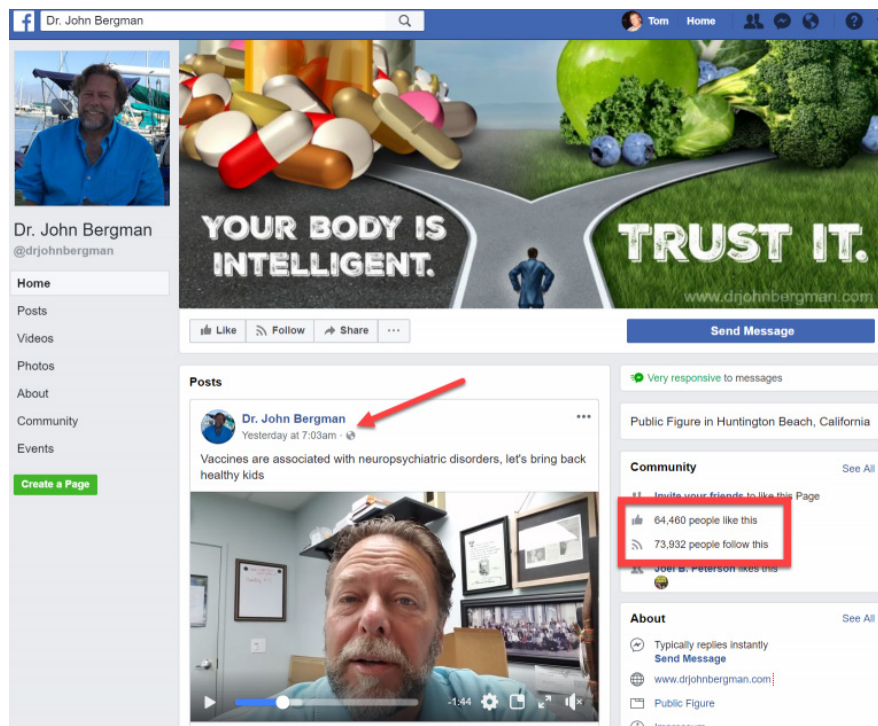 Dr. John Bergman
Tom Home
Dr. John Bergman
@drjohnbergman
Home
Posts
Videos
Photos
About
Community
Events
Create a Page
YOUR BODY IS
INTELLIGENT.
TRUST IT.
www.drjohnbergman.com
Like Follow Share
Send Message
Posts
Dr. John Bergman
Yesterday at 7:03am
Vaccines are associated with neuropsychiatric disorders, let's bring back
healthy kids
-1:44
Very responsive to messages
Public Figure in Huntington Beach, California
Community See All
Invite your friends to like this Page
64,460 people like this
73,932 people follow this
Joel B. Peterson likes this
About See All
Typically replies instantly
Send Message
www.drjohnbergman.com
Public Figure
Impressum